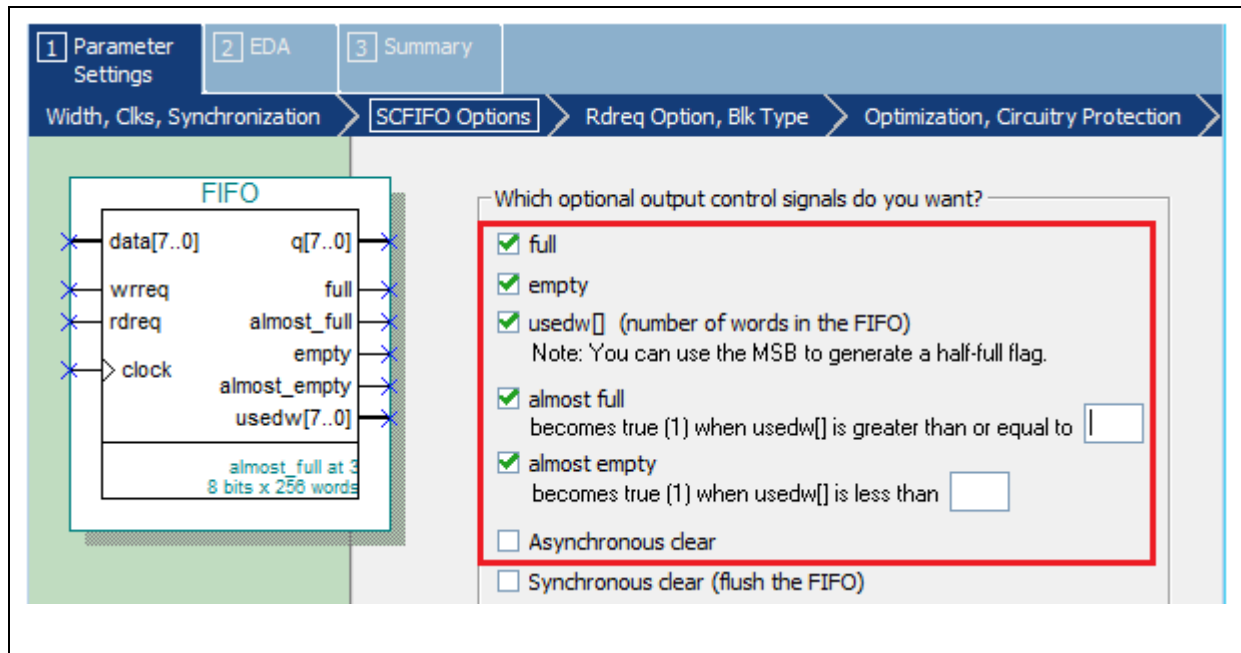 1 Parameter Settings
2 EDA
3 Summary
Width, Clks, Synchronization
SCFIFO Options
Rdreq Option, Blk Type
Optimization, Circuitry Protection
FIFO
data[7..0] q[7..0]
wrreq full
rdreq almost_full
empty
clock
almost_empty
usedw[7..0]
almost_full at 3
8 bits x 256 words
Which optional output control signals do you want?
full
empty
usedw[] (number of words in the FIFO)
Note: You can use the MSB to generate a half-full flag.
almost full
becomes true (1) when usedw[] is greater than or equal to
almost empty
becomes true (1) when usedw[] is less than
Asynchronous clear
Synchronous clear (flush the FIFO)